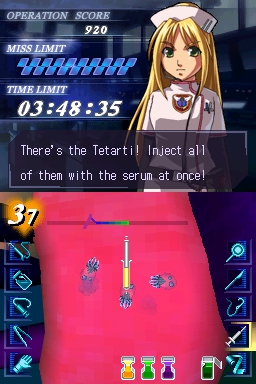 OPERATION SCORE
920
MISS LIMIT
TIME LIMIT
03:48:35
There's the Tetarti! Inject all
of them with the serum at once!
37